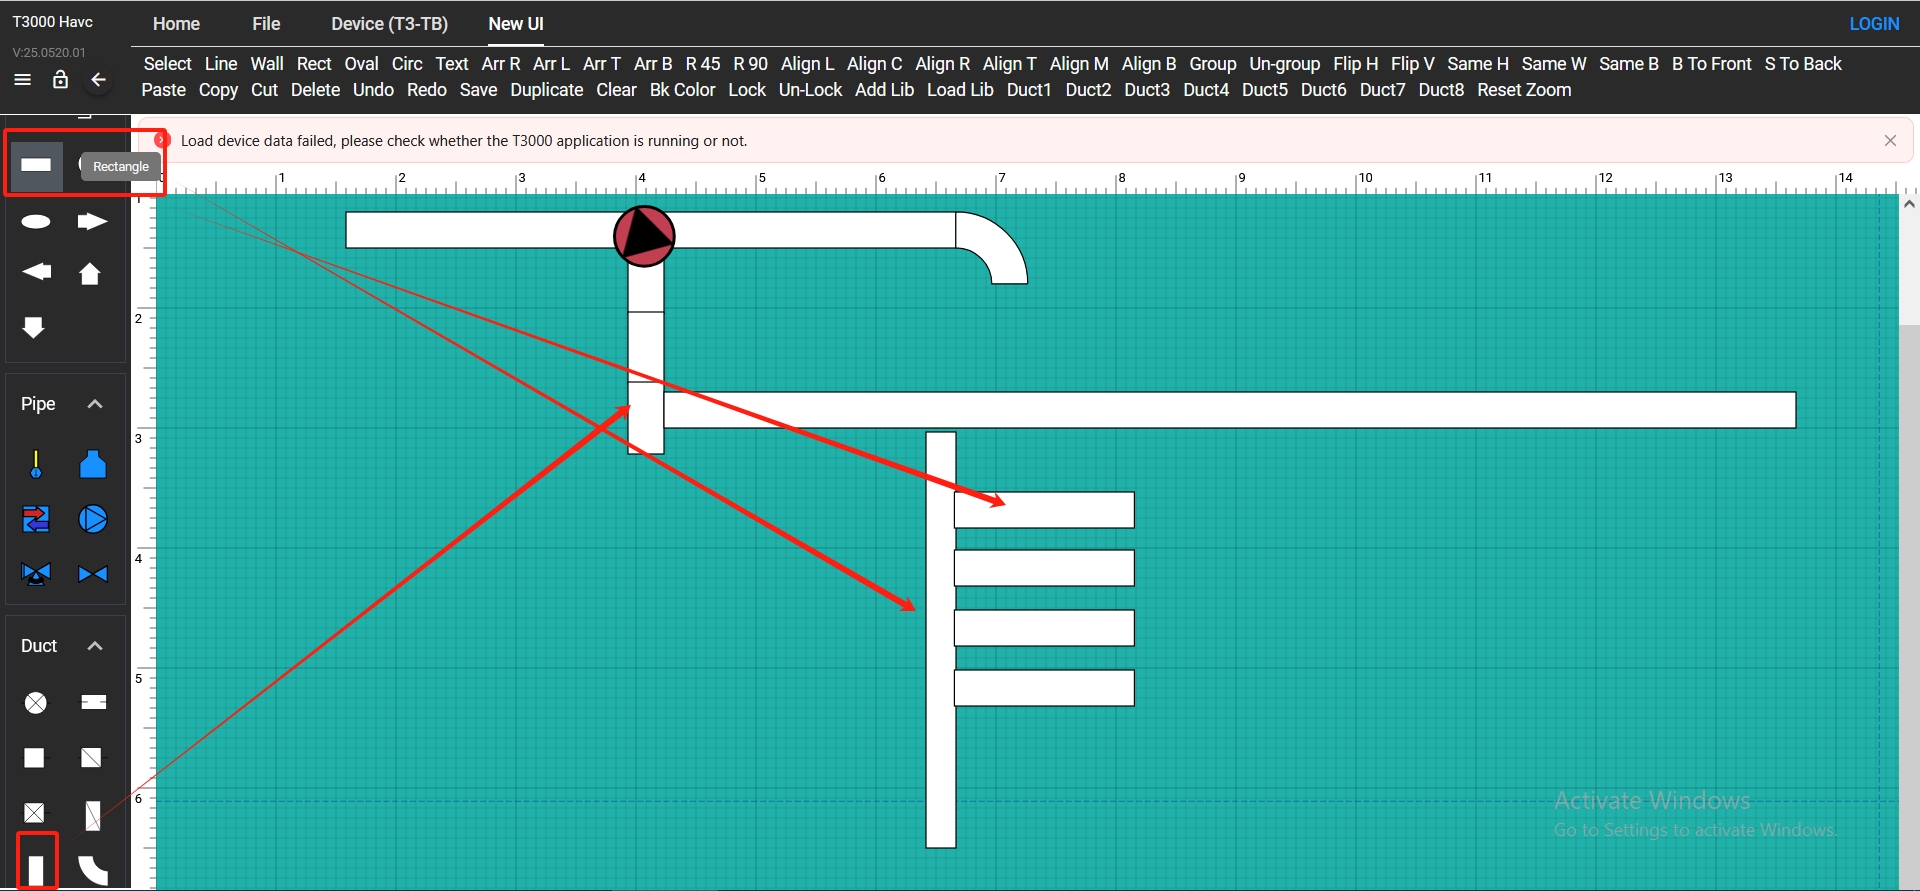 T3000 Havc
Home File Device (T3-TB) New UI
LOGIN
V:25.0520.01
Select Line Wall Rect Oval Circ Text Arr R Arr L Arr T Arr B R 45 R 90 Align L Align C Align R Align T Align M Align B Group Un-group Flip H Flip V Same H Same W Same B B To Front S To Back
Paste Copy Cut Delete Undo Redo Save Duplicate Clear Bk Color Lock Un-Lock Add Lib Load Lib Duct1 Duct2 Duct3 Duct4 Duct5 Duct6 Duct7 Duct8 Reset Zoom
Load device data failed, please check whether the T3000 application is running or not.
Rectangle
0 1 2 3 4 5 6 7 8 9 10 11 12 13 14
1
2
Pipe
3
4
Duct
5
6
Activate Windows
Go to Settings to activate Windows.